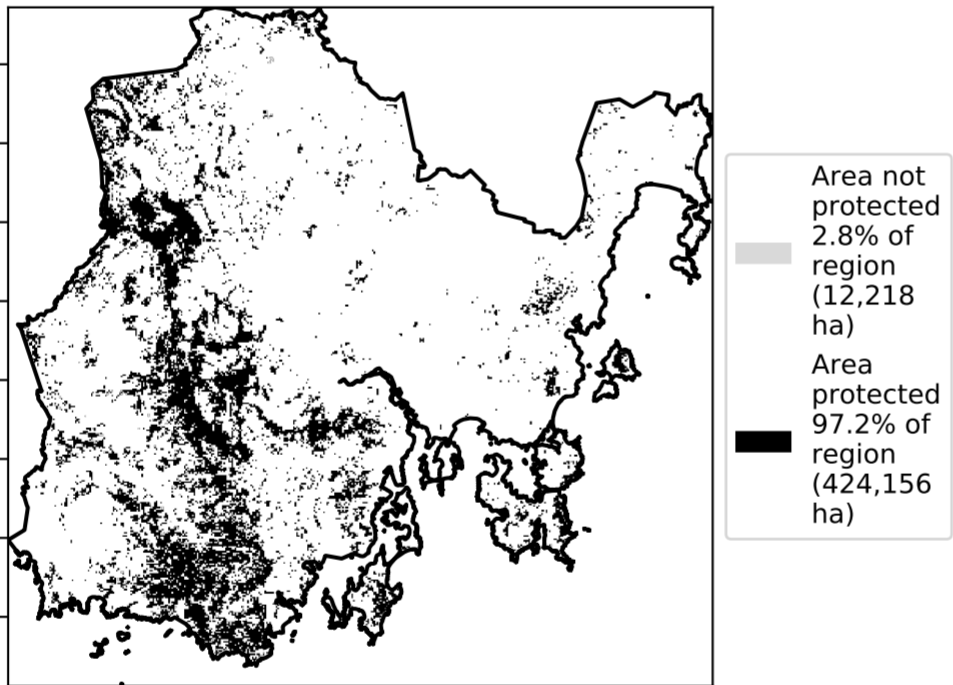 Area not
protected
2.8% of
region
(12,218
ha)
Area
protected
97.2% of
region
(424,156
ha)